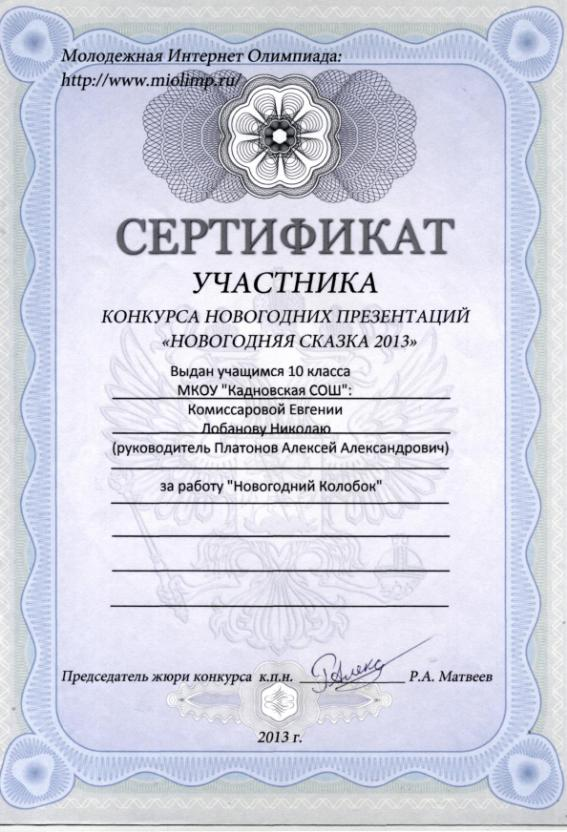 Молодежная Интернет Олимпиада:
http://www.miolimp.ru/
СЕРТИФИКАТ
УЧАСТНИКА
КОНКУРСА НОВОГОДНИХ ПРЕЗЕНТАЦИЙ
«НОВОГОДНЯЯ СКАЗКА 2013»
Выдан учащимся 10 класса
МКОУ "Кадновская СОШ":
Комиссаровой Евгении
Лобанову Николаю
(руководитель Платонов Алексей Александрович)
за работу "Новогодний Колобок"
Председатель жюри конкурса к.п.н. Р.А. Матвеев
2013 г.